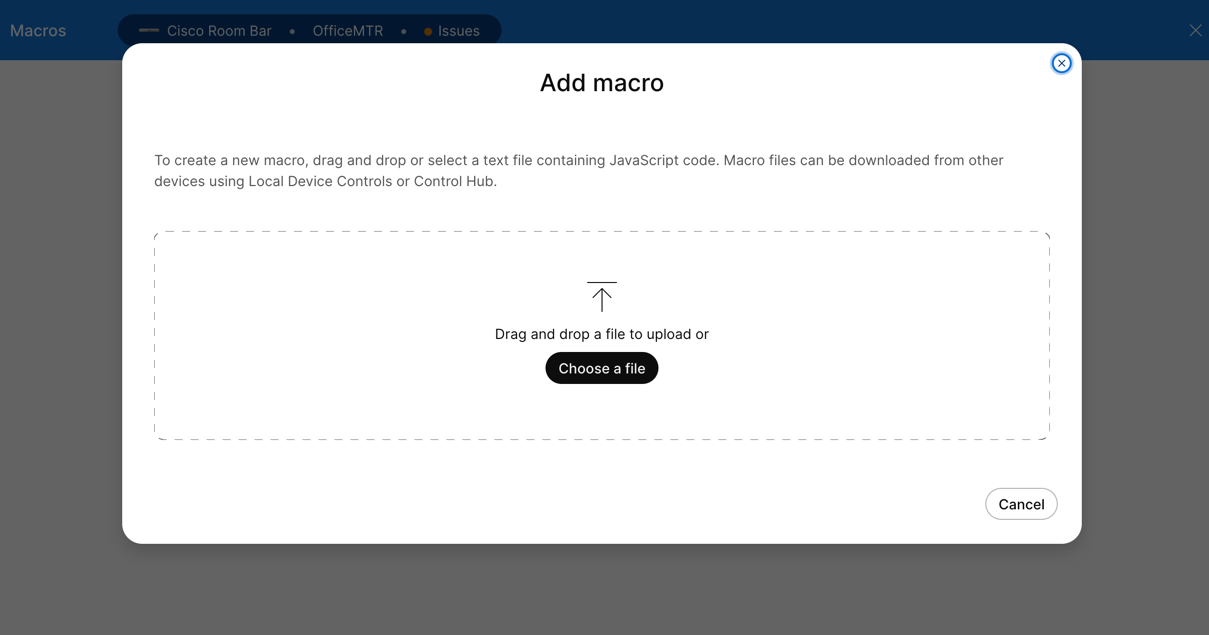 Macros
Cisco Room Bar • OfficeMTR • Issues
Add macro
To create a new macro, drag and drop or select a text file containing JavaScript code. Macro files can be downloaded from other
devices using Local Device Controls or Control Hub.
Drag and drop a file to upload or
Choose a file
Cancel